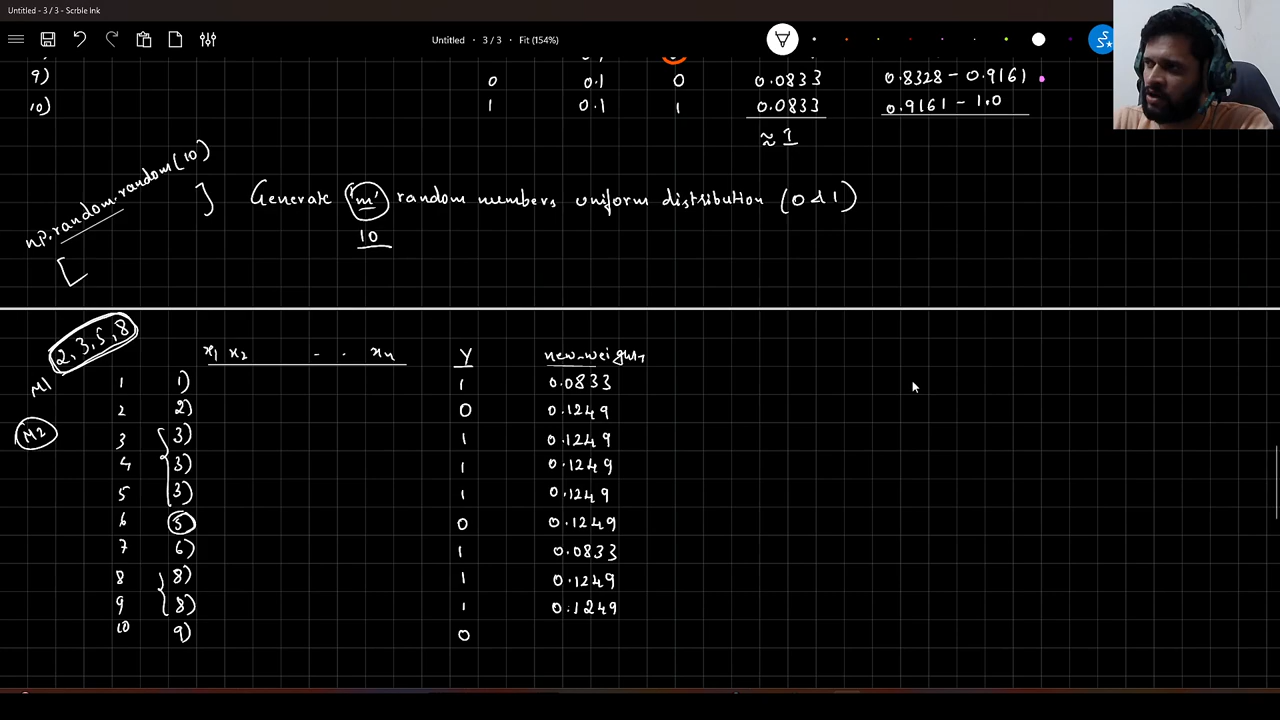 Untitled - 3 / 3 - Scrble Ink
Untitled • 3 / 3 • Fit (154%)
9) 0 0.1 0 0.0833 0.8328 - 0.9161
10) 1 0.1 1 0.0833 0.9161 - 1.0
≈ 1
np.random.random(10)
] Generate 'm' random numbers uniform distribution (0 & 1)
10
[
2, 3, 5, 8
x1 x2 - . . xn Y new-weights
M1 1 1) 1 0.0833
2 2) 0 0.1249
M2 3 3) 1 0.1249
4 3) 1 0.1249
5 3) 1 0.1249
6 5 0 0.1249
7 6) 1 0.0833
8 8) 1 0.1249
9 8) 1 0.1249
10 9) 0